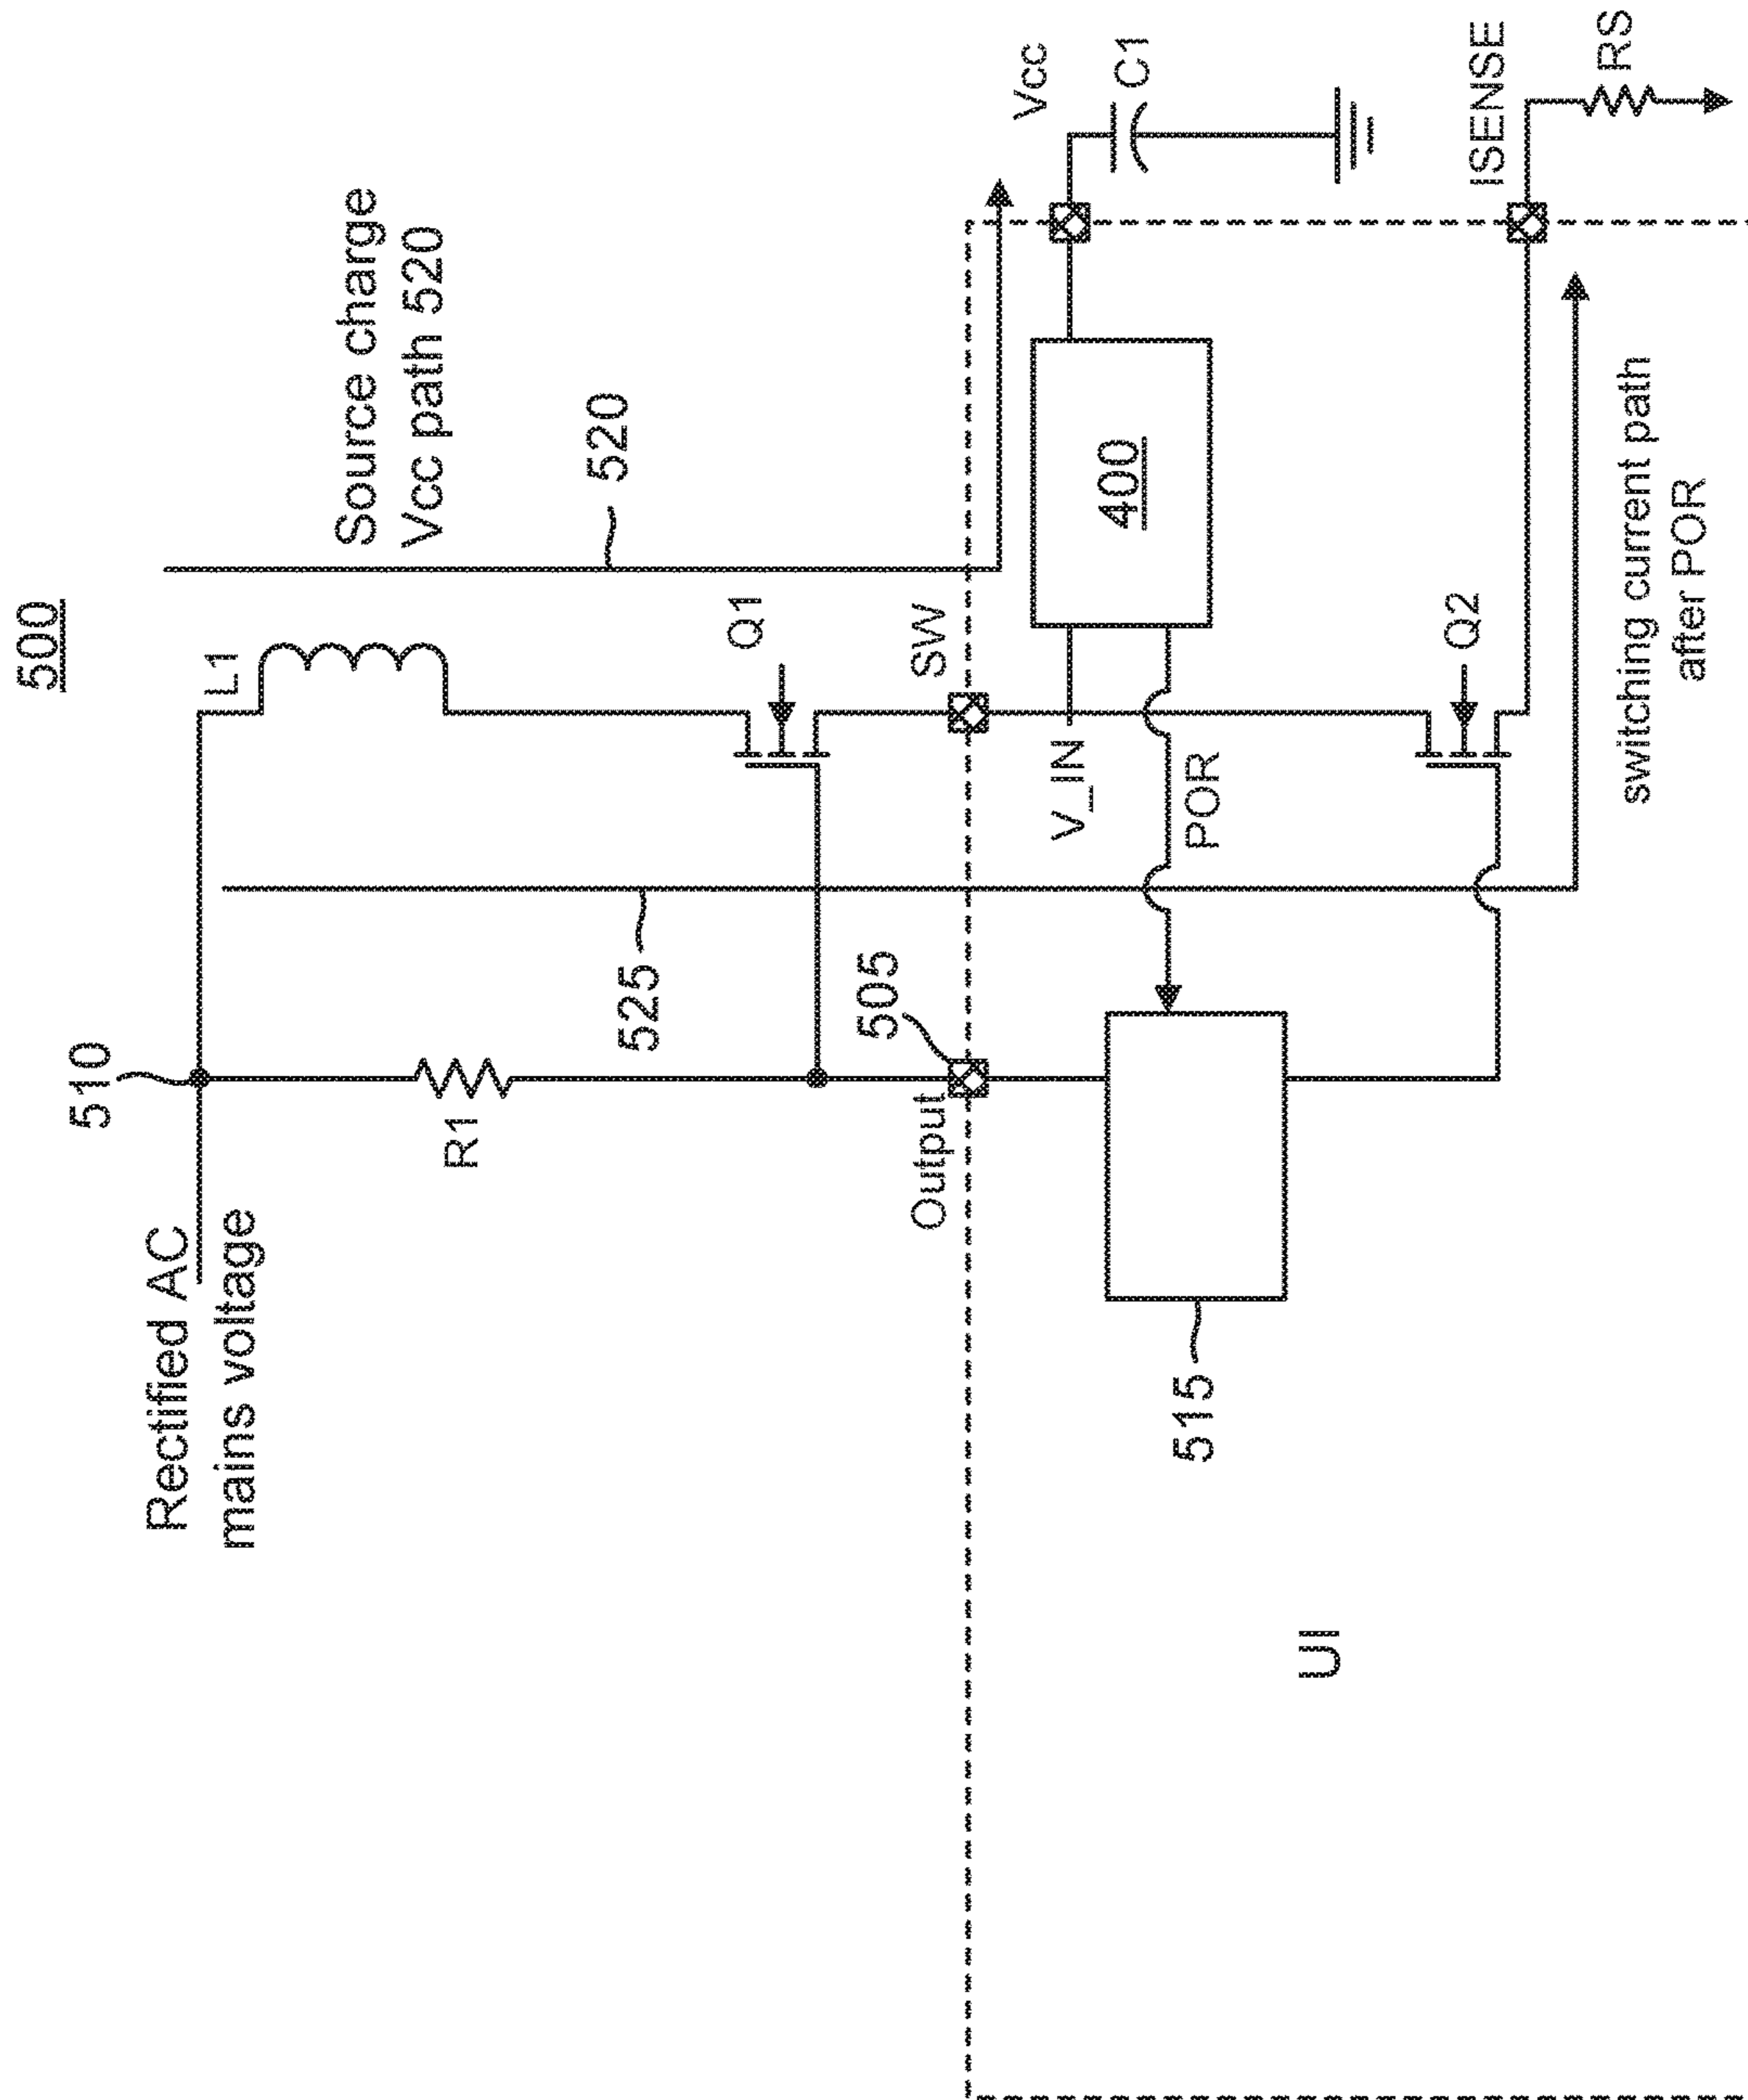 500
510
Rectified AC
mains voltage
L1
R1
Source charge
Vcc path 520
520
525
Q1
505
Output
SW
Vcc
C1
V_IN
400
POR
515
UI
Q2
ISENSE
RS
switching current path
after POR